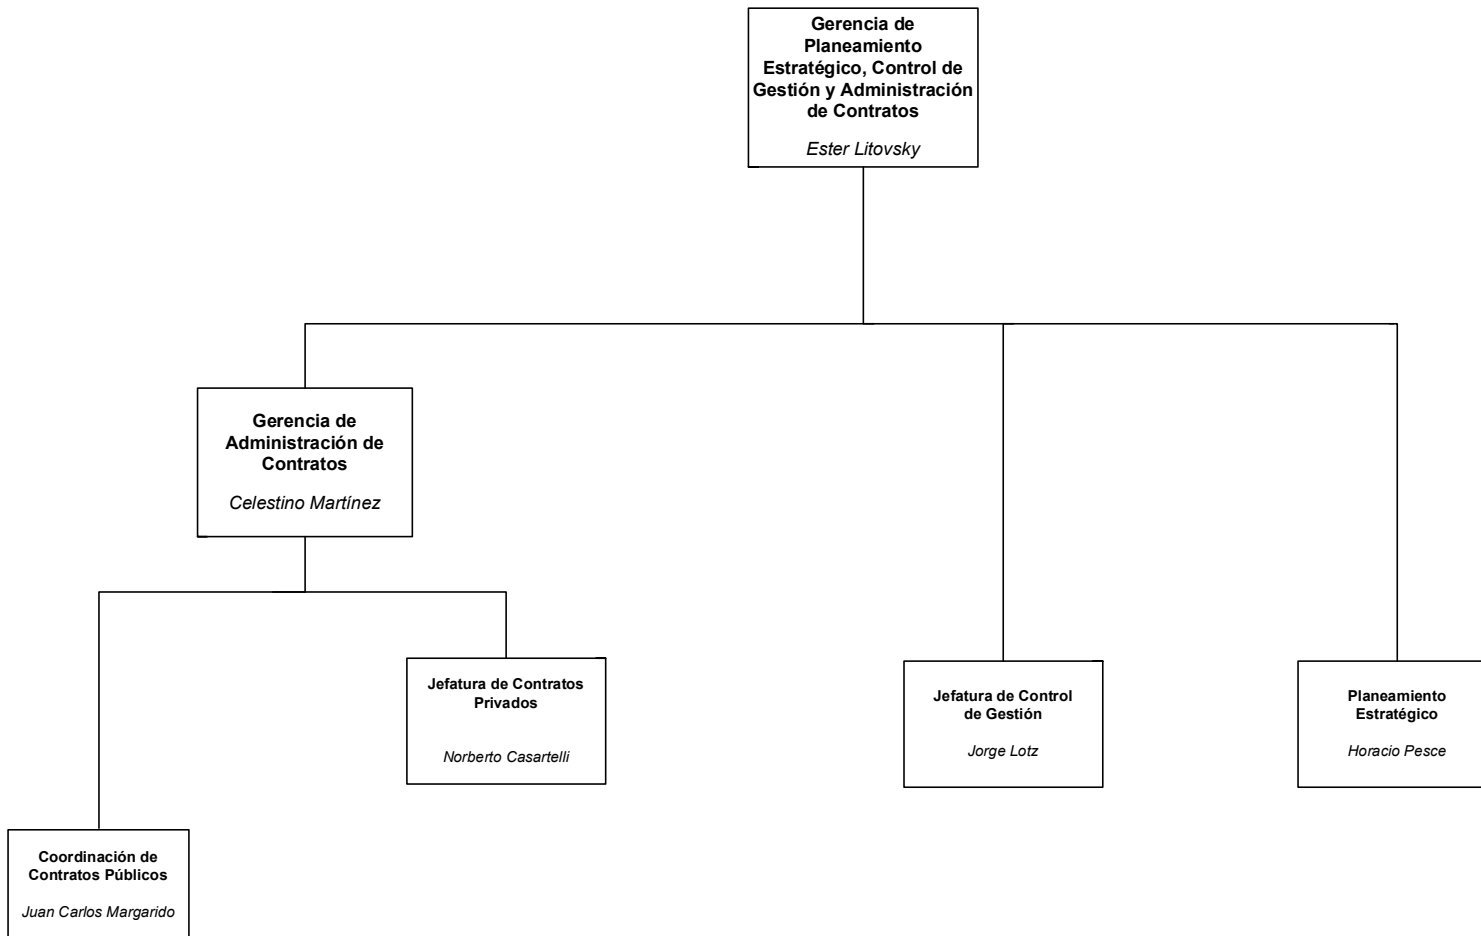 Gerencia de
Planeamiento
Estratégico, Control de
Gestión y Administración
de Contratos
Ester Litovsky
Gerencia de
Administración de
Contratos
Celestino Martínez
Jefatura de Contratos
Privados
Norberto Casartelli
Jefatura de Control
de Gestión
Jorge Lotz
Planeamiento
Estratégico
Horacio Pesce
Coordinación de
Contratos Públicos
Juan Carlos Margarido